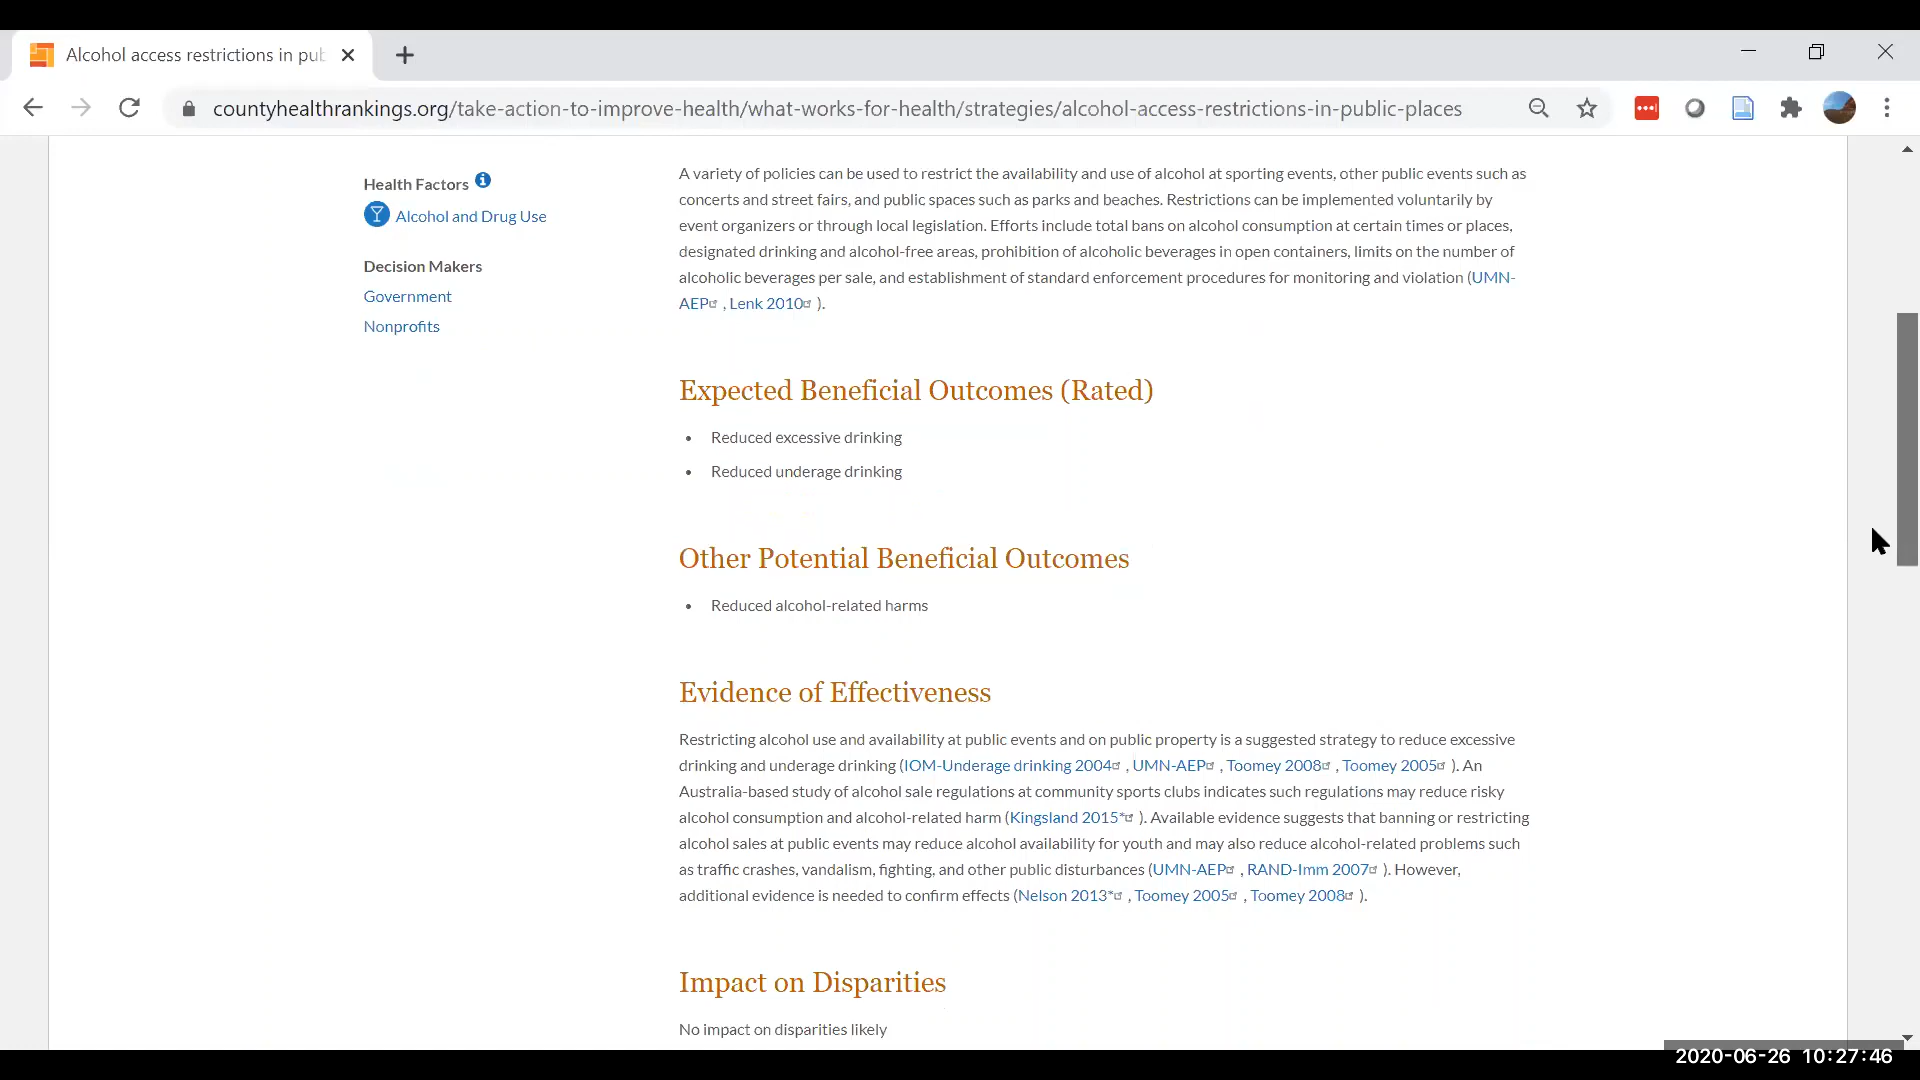 Alcohol access restrictions in pub
countyhealthrankings.org/take-action-to-improve-health/what-works-for-health/strategies/alcohol-access-restrictions-in-public-places
Health Factors
Alcohol and Drug Use
Decision Makers
Government
Nonprofits
A variety of policies can be used to restrict the availability and use of alcohol at sporting events, other public events such as
concerts and street fairs, and public spaces such as parks and beaches. Restrictions can be implemented voluntarily by
event organizers or through local legislation. Efforts include total bans on alcohol consumption at certain times or places,
designated drinking and alcohol-free areas, prohibition of alcoholic beverages in open containers, limits on the number of
alcoholic beverages per sale, and establishment of standard enforcement procedures for monitoring and violation (UMN-
AEP , Lenk 2010 ).
Expected Beneficial Outcomes (Rated)
• Reduced excessive drinking
• Reduced underage drinking
Other Potential Beneficial Outcomes
• Reduced alcohol-related harms
Evidence of Effectiveness
Restricting alcohol use and availability at public events and on public property is a suggested strategy to reduce excessive
drinking and underage drinking (IOM-Underage drinking 2004 , UMN-AEP , Toomey 2008 , Toomey 2005 ). An
Australia-based study of alcohol sale regulations at community sports clubs indicates such regulations may reduce risky
alcohol consumption and alcohol-related harm (Kingsland 2015* ). Available evidence suggests that banning or restricting
alcohol sales at public events may reduce alcohol availability for youth and may also reduce alcohol-related problems such
as traffic crashes, vandalism, fighting, and other public disturbances (UMN-AEP , RAND-Imm 2007 ). However,
additional evidence is needed to confirm effects (Nelson 2013* , Toomey 2005 , Toomey 2008 ).
Impact on Disparities
No impact on disparities likely
2020-06-26 10:27:46